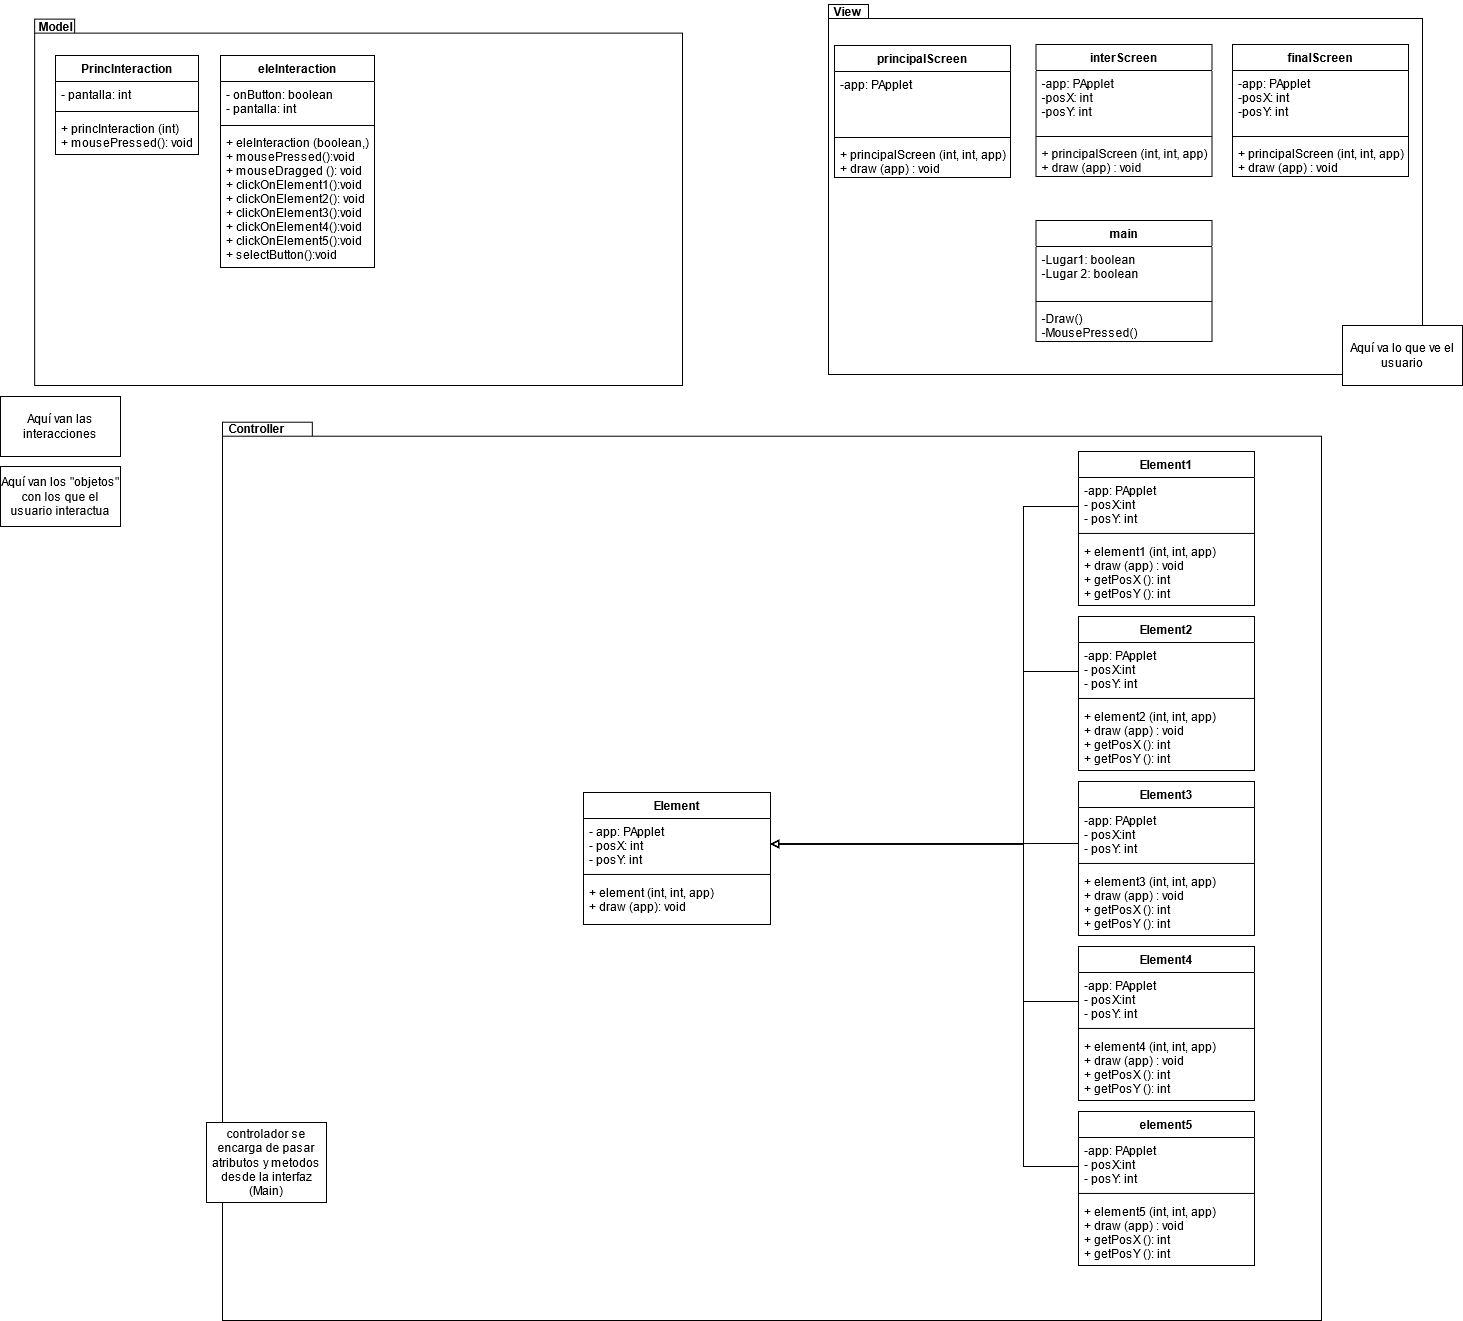 Model
PrincInteraction
- pantalla: int
+ princInteraction (int)
+ mousePressed(): void
eleInteraction
- onButton: boolean
- pantalla: int
+ eleInteraction (boolean,)
+ mousePressed():void
+ mouseDragged (): void
+ clickOnElement1():void
+ clickOnElement2(): void
+ clickOnElement3():void
+ clickOnElement4():void
+ clickOnElement5():void
+ selectButton():void
View
principalScreen
-app: PApplet
+ principalScreen (int, int, app)
+ draw (app) : void
interScreen
-app: PApplet
-posX: int
-posY: int
+ principalScreen (int, int, app)
+ draw (app) : void
finalScreen
-app: PApplet
-posX: int
-posY: int
+ principalScreen (int, int, app)
+ draw (app) : void
main
-Lugar1: boolean
-Lugar 2: boolean
-Draw()
-MousePressed()
Aquí va lo que ve el
usuario
Aquí van las
interacciones
Aquí van los "objetos"
con los que el
usuario interactua
Controller
Element
- app: PApplet
- posX: int
- posY: int
+ element (int, int, app)
+ draw (app): void
Element1
-app: PApplet
- posX:int
- posY: int
+ element1 (int, int, app)
+ draw (app) : void
+ getPosX (): int
+ getPosY (): int
Element2
-app: PApplet
- posX:int
- posY: int
+ element2 (int, int, app)
+ draw (app) : void
+ getPosX (): int
+ getPosY (): int
Element3
-app: PApplet
- posX:int
- posY: int
+ element3 (int, int, app)
+ draw (app) : void
+ getPosX (): int
+ getPosY (): int
Element4
-app: PApplet
- posX:int
- posY: int
+ element4 (int, int, app)
+ draw (app) : void
+ getPosX (): int
+ getPosY (): int
element5
-app: PApplet
- posX:int
- posY: int
+ element5 (int, int, app)
+ draw (app) : void
+ getPosX (): int
+ getPosY (): int
controlador se
encarga de pasar
atributos y metodos
desde la interfaz
(Main)